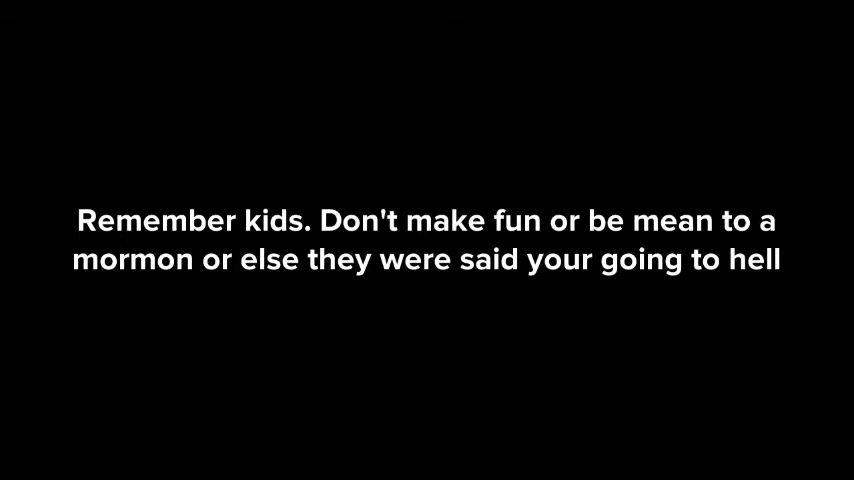 Remember kids. Don't make fun or be mean to a
mormon or else they were said your going to hell